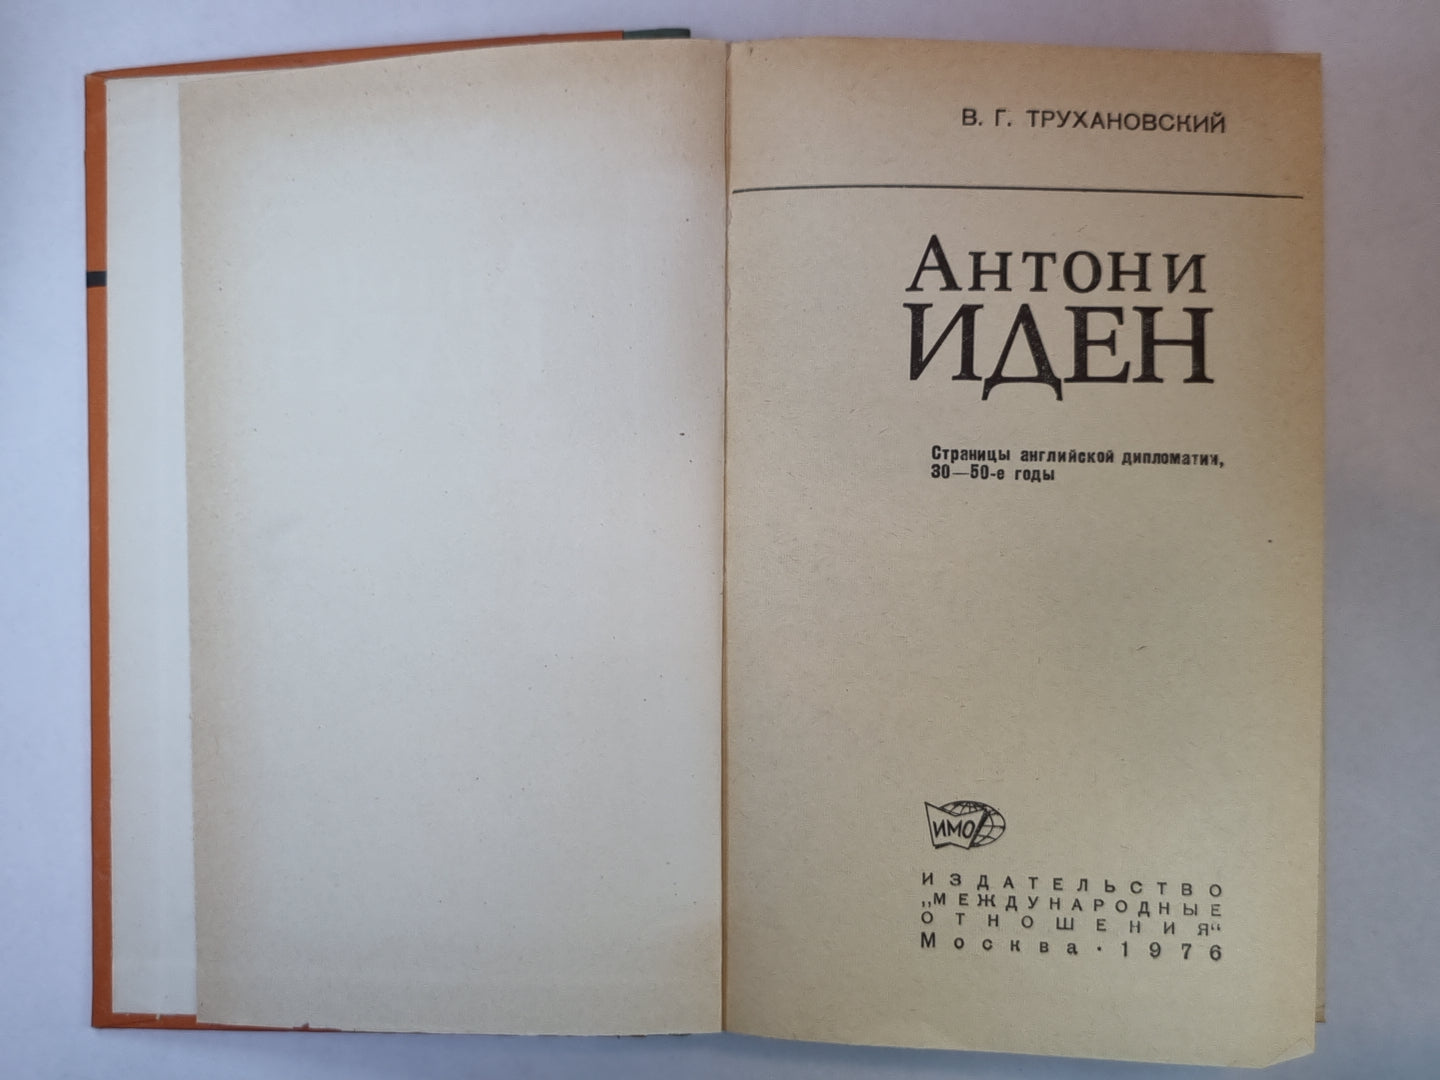 В. Г. ТРУХАНОВСКИЙ
Антони
ИДЕН
Страницы английской дипломатии,
30—50-е годы
ИМО
ИЗДАТЕЛЬСТВО
„МЕЖДУНАРОДНЫЕ
ОТНОШЕНИЯ“
Москва · 1976